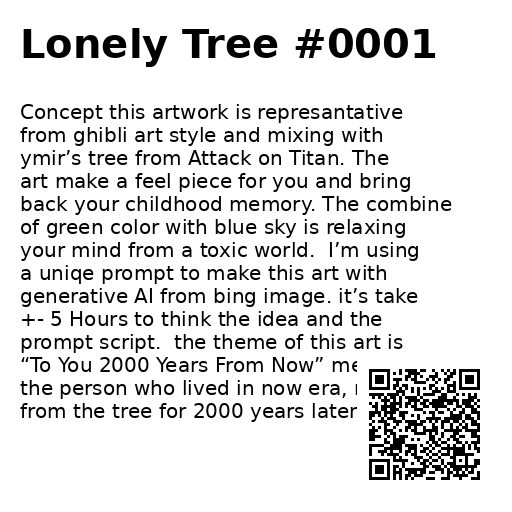 Lonely Tree #0001
Concept this artwork is represantative
from ghibli art style and mixing with
ymir’s tree from Attack on Titan. The
art make a feel piece for you and bring
back your childhood memory. The combine
of green color with blue sky is relaxing
your mind from a toxic world.  I’m using
a uniqe prompt to make this art with
generative AI from bing image. it’s take
+- 5 Hours to think the idea and the
prompt script.  the theme of this art is
“To You 2000 Years From Now”
the person who lived in now era,
from the tree for 2000 years later